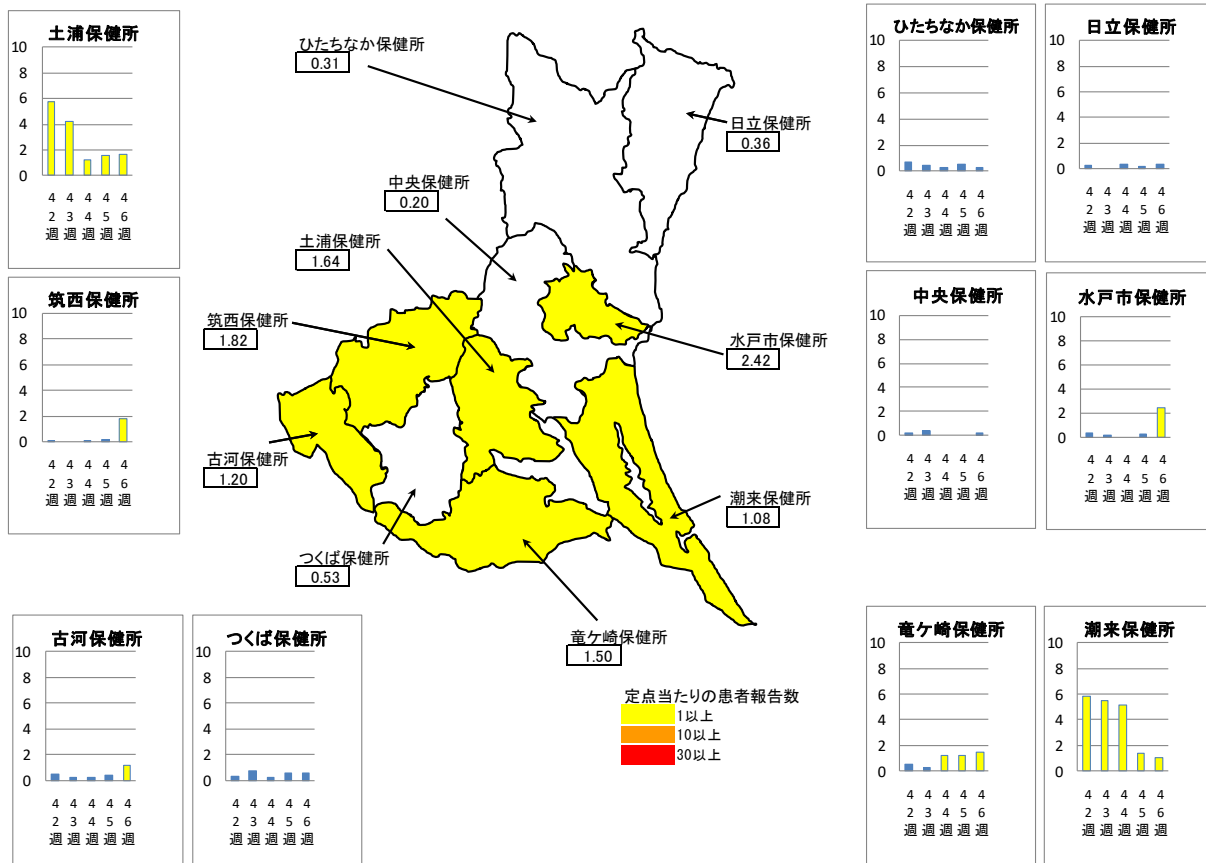 土浦保健所
10
8
6
4
2
0
42週
43週
44週
45週
46週
筑西保健所
10
8
6
4
2
0
42週
43週
44週
45週
46週
古河保健所
10
8
6
4
2
0
42週
43週
44週
45週
46週
つくば保健所
10
8
6
4
2
0
42週
43週
44週
45週
46週
ひたちなか保健所
0.31
日立保健所
0.36
中央保健所
0.20
土浦保健所
1.64
筑西保健所
1.82
水戸市保健所
2.42
古河保健所
1.20
潮来保健所
1.08
つくば保健所
0.53
竜ケ崎保健所
1.50
定点当たりの患者報告数
1以上
10以上
30以上
ひたちなか保健所
10
8
6
4
2
0
42週
43週
44週
45週
46週
日立保健所
10
8
6
4
2
0
42週
43週
44週
45週
46週
中央保健所
10
8
6
4
2
0
42週
43週
44週
45週
46週
水戸市保健所
10
8
6
4
2
0
42週
43週
44週
45週
46週
竜ケ崎保健所
10
8
6
4
2
0
42週
43週
44週
45週
46週
潮来保健所
10
8
6
4
2
0
42週
43週
44週
45週
46週